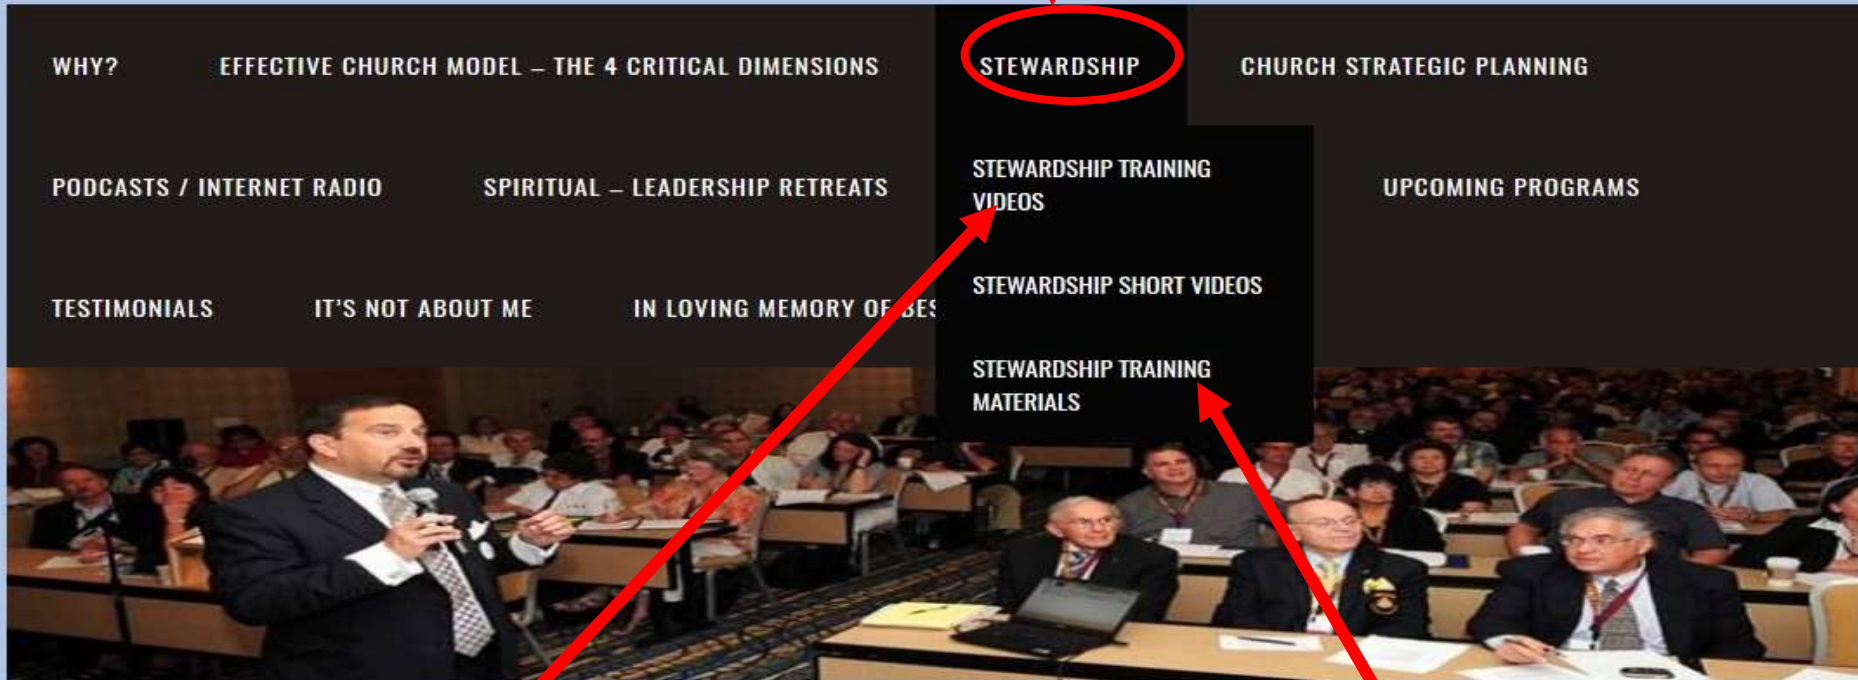 WHY? EFFECTIVE CHURCH MODEL – THE 4 CRITICAL DIMENSIONS STEWARDSHIP CHURCH STRATEGIC PLANNING
PODCASTS / INTERNET RADIO SPIRITUAL – LEADERSHIP RETREATS UPCOMING PROGRAMS
TESTIMONIALS IT'S NOT ABOUT ME IN LOVING MEMORY OF
STEWARDSHIP TRAINING
VIDEOS
STEWARDSHIP SHORT VIDEOS
STEWARDSHIP TRAINING
MATERIALS